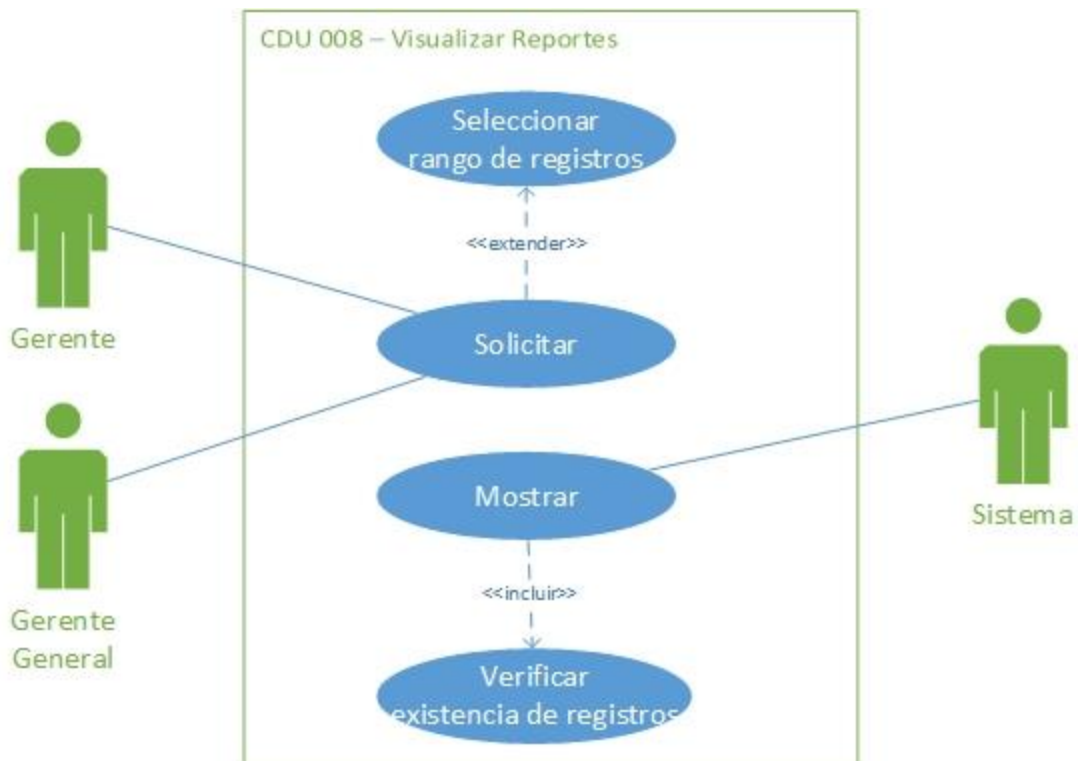 CDU 008 – Visualizar Reportes
Seleccionar
rango de registros
<<extender>>
Gerente
Solicitar
Mostrar
Sistema
<<incluir>>
Gerente
General
Verificar
existencia de registros